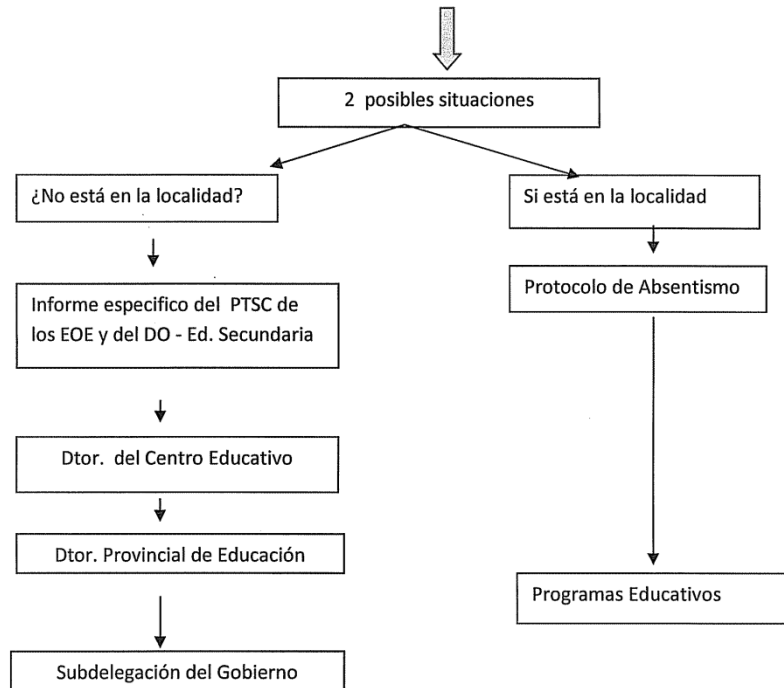 2 posibles situaciones
¿No está en la localidad?
Si está en la localidad
Informe especifico del PTSC de
los EOE y del DO - Ed. Secundaria
Protocolo de Absentismo
Dtor. del Centro Educativo
Dtor. Provincial de Educación
Programas Educativos
Subdelegación del Gobierno